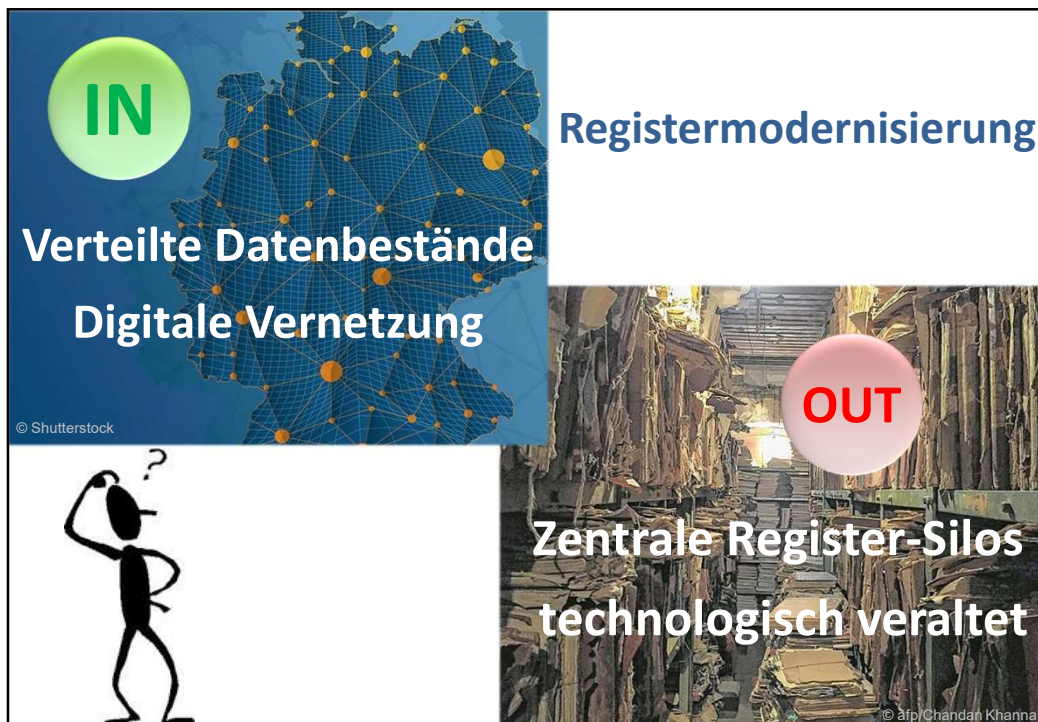 IN
Registermodernisierung
Verteilte Datenbestände
Digitale Vernetzung
© Shutterstock
?
OUT
Zentrale Register-Silos
technologisch veraltet
© afp/Chandan Khanna